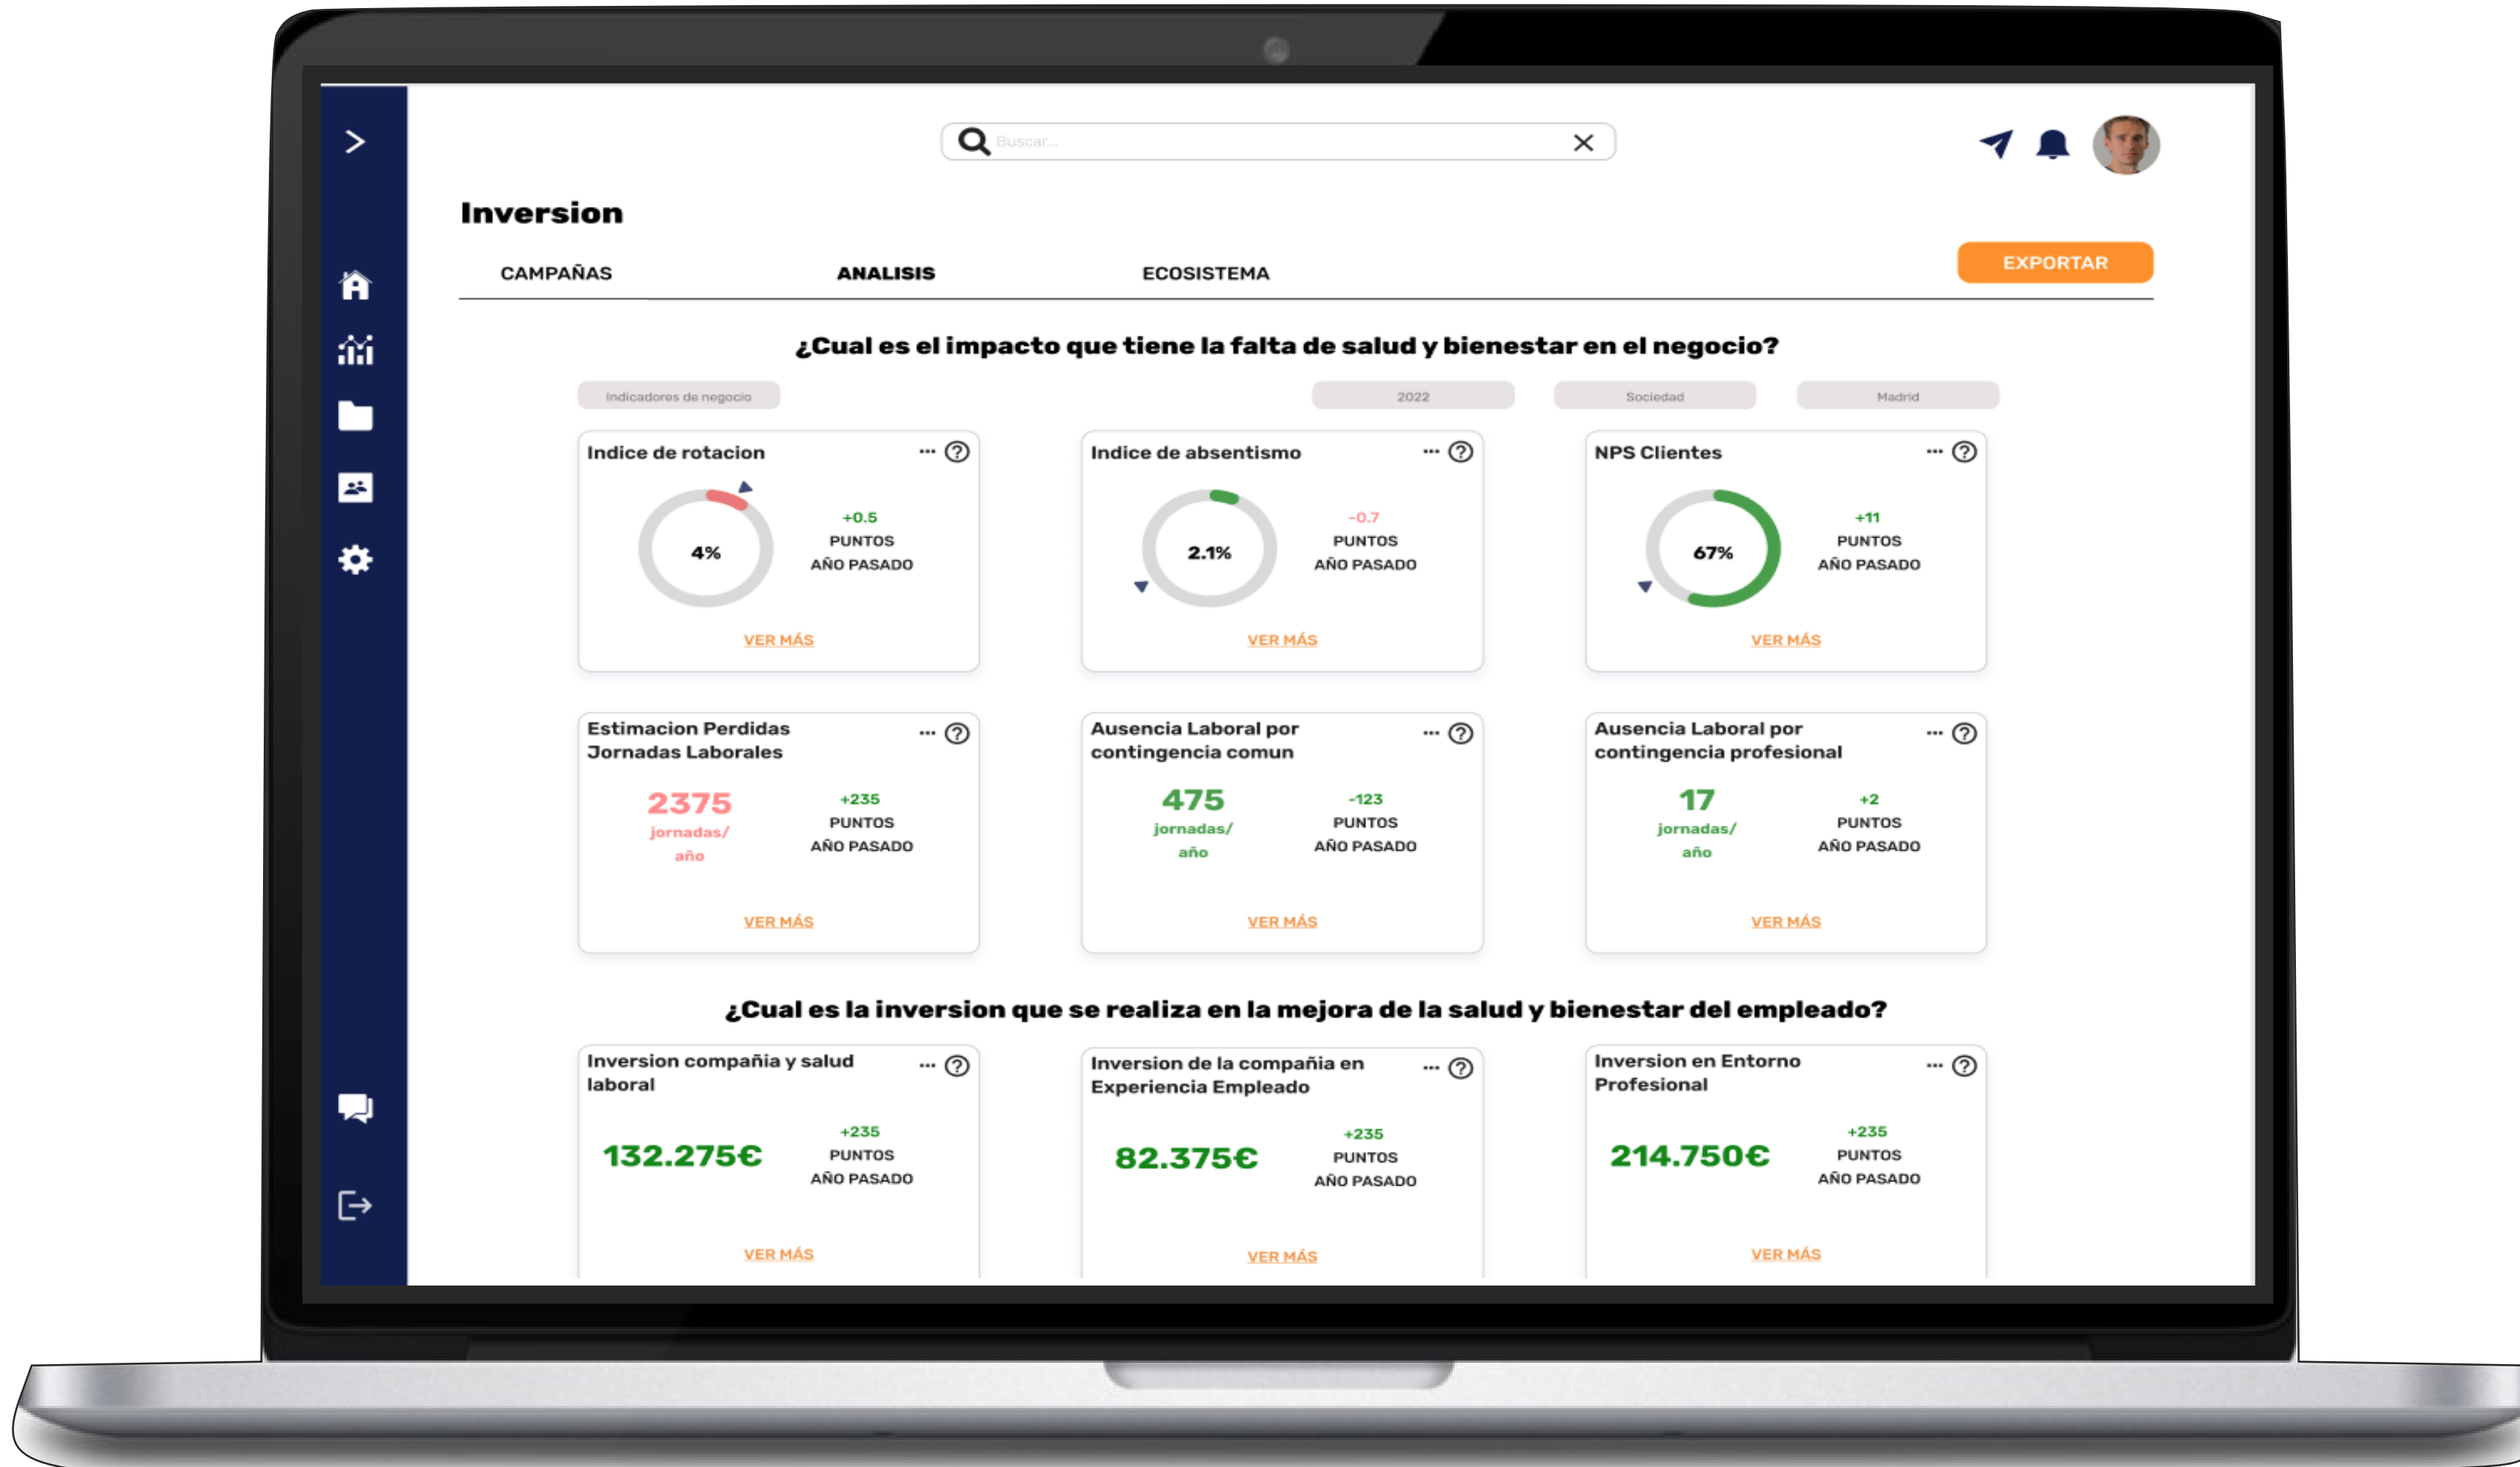 Buscar...
Inversion
CAMPAÑAS
ANALISIS
ECOSISTEMA
EXPORTAR
¿Cual es el impacto que tiene la falta de salud y bienestar en el negocio?
Indicadores de negocio
2022
Sociedad
Madrid
Indice de rotacion
4%
+0.5
PUNTOS
AÑO PASADO
VER MÁS
Indice de absentismo
2.1%
-0.7
PUNTOS
AÑO PASADO
VER MÁS
NPS Clientes
67%
+11
PUNTOS
AÑO PASADO
VER MÁS
Estimacion Perdidas
Jornadas Laborales
2375
jornadas/
año
+235
PUNTOS
AÑO PASADO
VER MÁS
Ausencia Laboral por
contingencia comun
475
jornadas/
año
-123
PUNTOS
AÑO PASADO
VER MÁS
Ausencia Laboral por
contingencia profesional
17
jornadas/
año
+2
PUNTOS
AÑO PASADO
VER MÁS
¿Cual es la inversion que se realiza en la mejora de la salud y bienestar del empleado?
Inversion compañia y salud
laboral
132.275€
+235
PUNTOS
AÑO PASADO
VER MÁS
Inversion de la compañia en
Experiencia Empleado
82.375€
+235
PUNTOS
AÑO PASADO
VER MÁS
Inversion en Entorno
Profesional
214.750€
+235
PUNTOS
AÑO PASADO
VER MÁS